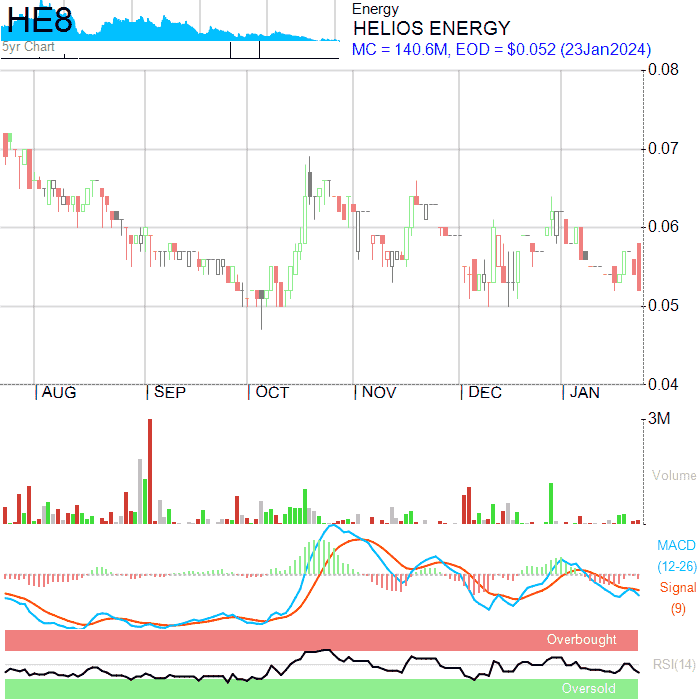 HE8
5yr Chart
Energy
HELIOS ENERGY
MC = 140.6M, EOD = $0.052 (23Jan2024)
0.08
0.07
0.06
0.05
0.04
AUG SEP OCT NOV DEC JAN
3M
Volume
MACD
(12-26)
Signal
(9)
Overbought
RSI(14)
Oversold